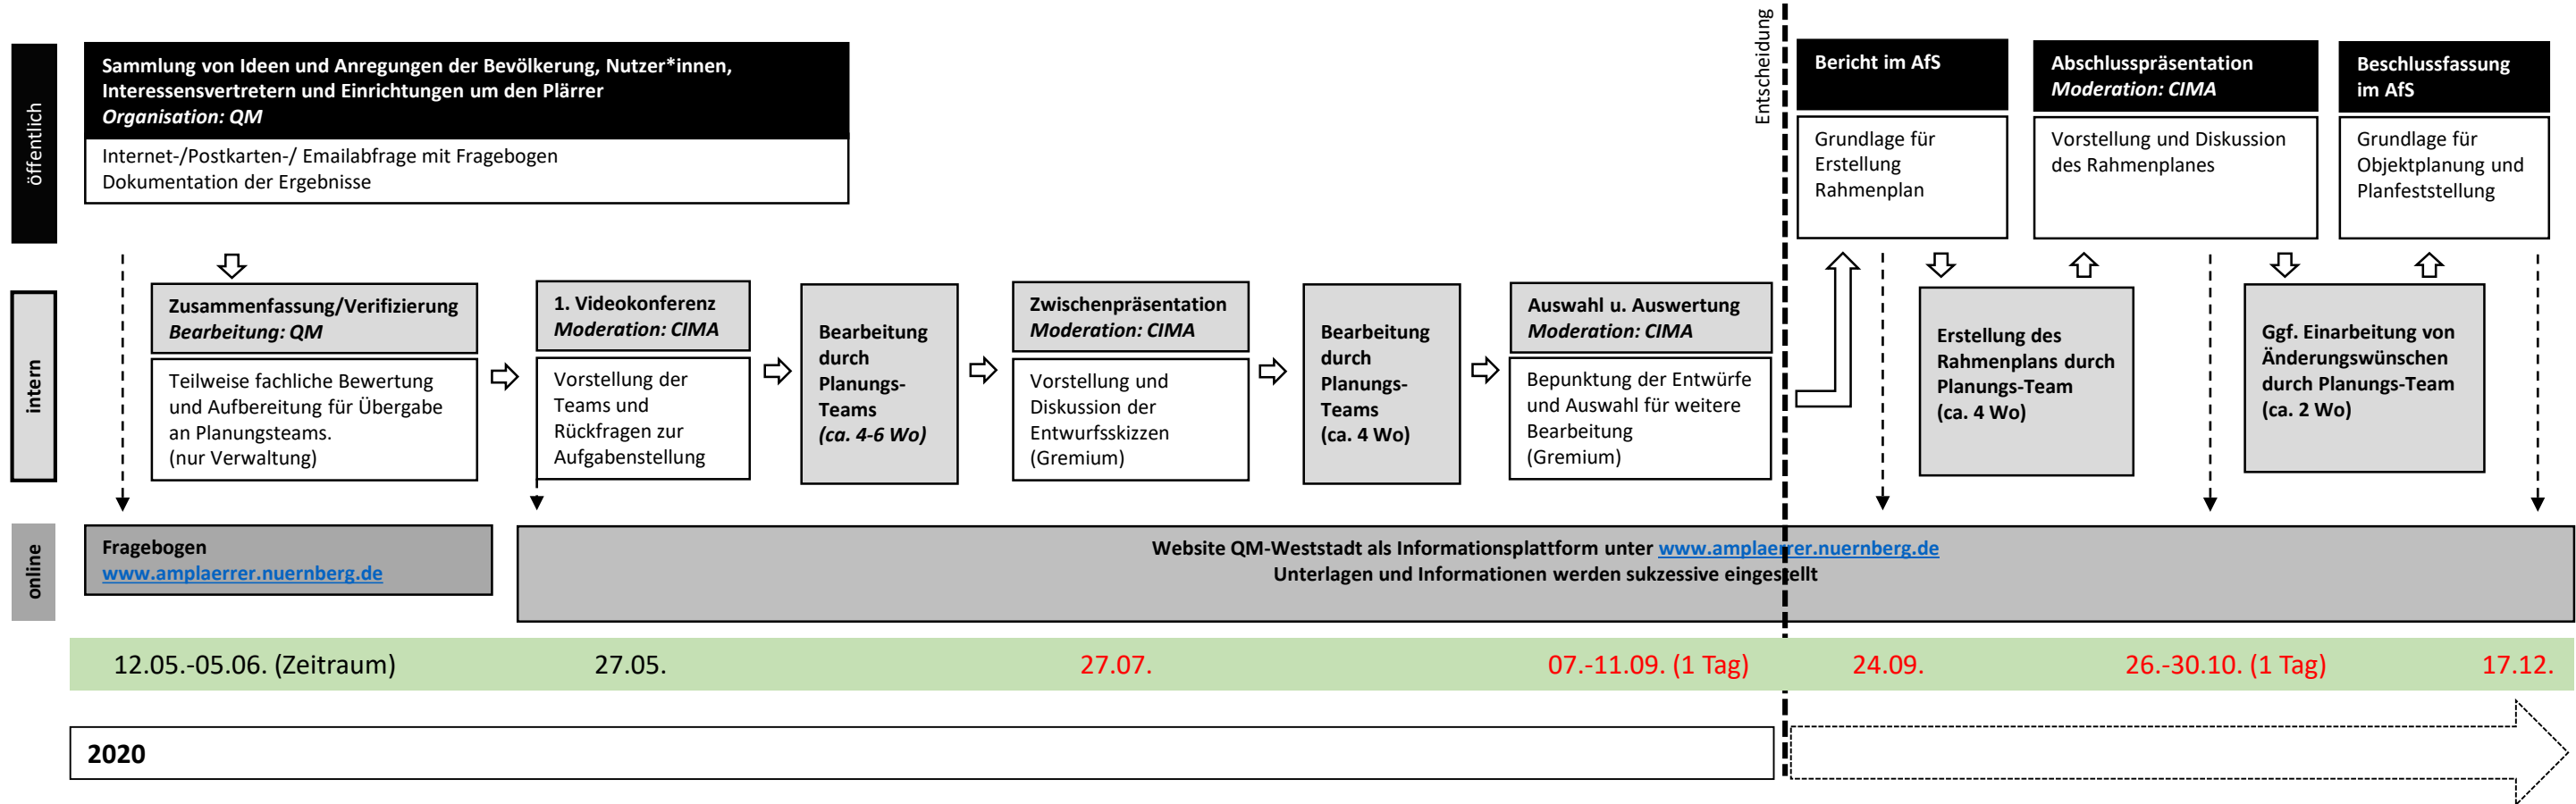 Entscheidung
öffentlich
Sammlung von Ideen und Anregungen der Bevölkerung, Nutzer*innen,
Interessensvertretern und Einrichtungen um den Plärrer
Organisation: QM
Internet-/Postkarten-/ Emailabfrage mit Fragebogen
Dokumentation der Ergebnisse
Bericht im AfS
Grundlage für
Erstellung
Rahmenplan
Abschlusspräsentation
Moderation: CIMA
Vorstellung und Diskussion
des Rahmenplanes
Beschlussfassung
im AfS
Grundlage für
Objektplanung und
Planfeststellung
intern
Zusammenfassung/Verifizierung
Bearbeitung: QM
Teilweise fachliche Bewertung
und Aufbereitung für Übergabe
an Planungsteams.
(nur Verwaltung)
1. Videokonferenz
Moderation: CIMA
Vorstellung der
Teams und
Rückfragen zur
Aufgabenstellung
Bearbeitung
durch
Planungs-
Teams
(ca. 4-6 Wo)
Zwischenpräsentation
Moderation: CIMA
Vorstellung und
Diskussion der
Entwurfsskizzen
(Gremium)
Bearbeitung
durch
Planungs-
Teams
(ca. 4 Wo)
Auswahl u. Auswertung
Moderation: CIMA
Bepunktung der Entwürfe
und Auswahl für weitere
Bearbeitung
(Gremium)
Erstellung des
Rahmenplans durch
Planungs-Team
(ca. 4 Wo)
Ggf. Einarbeitung von
Änderungswünschen
durch Planungs-Team
(ca. 2 Wo)
online
Fragebogen
www.amplaerrer.nuernberg.de
Website QM-Weststadt als Informationsplattform unter www.amplaerrer.nuernberg.de
Unterlagen und Informationen werden sukzessive eingestellt
12.05.-05.06. (Zeitraum)
27.05.
27.07.
07.-11.09. (1 Tag)
24.09.
26.-30.10. (1 Tag)
17.12.
2020